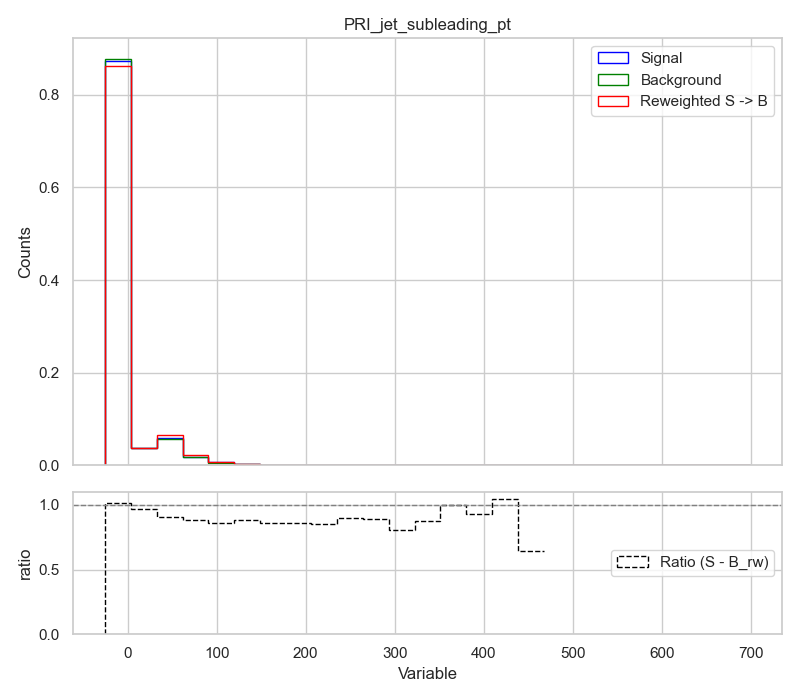 PRI_jet_subleading_pt
Signal
Background
Reweighted S -> B
Counts
0.8
0.6
0.4
0.2
0.0
ratio
1.0
0.5
0.0
Ratio (S - B_rw)
0 100 200 300 400 500 600 700
Variable